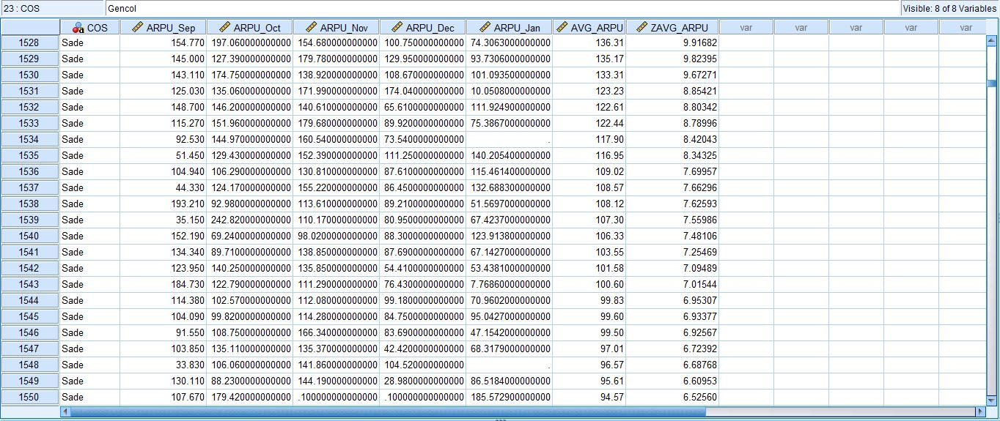 23 : COS Gencol Visible: 8 of 8 Variables
COS ARPU_Sep ARPU_Oct ARPU_Nov ARPU_Dec ARPU_Jan AVG_ARPU ZAVG_ARPU var var var var var
1528 Sade 154.770 197.060000000000 154.680000000000 100.750000000000 74.3063000000000 136.31 9.91682
1529 Sade 145.000 127.390000000000 179.780000000000 129.950000000000 93.7306000000000 135.17 9.82395
1530 Sade 143.110 174.750000000000 138.920000000000 108.670000000000 101.093500000000 133.31 9.67271
1531 Sade 125.030 135.060000000000 171.990000000000 174.040000000000 10.0508000000000 123.23 8.85421
1532 Sade 148.700 146.200000000000 140.610000000000 65.6100000000000 111.924900000000 122.61 8.80342
1533 Sade 115.270 151.960000000000 179.680000000000 89.9200000000000 75.3867000000000 122.44 8.78996
1534 Sade 92.530 144.970000000000 160.540000000000 73.5400000000000 . 117.90 8.42043
1535 Sade 51.450 129.430000000000 152.390000000000 111.250000000000 140.205400000000 116.95 8.34325
1536 Sade 104.940 106.290000000000 130.810000000000 87.6100000000000 115.461400000000 109.02 7.69957
1537 Sade 44.330 124.170000000000 155.220000000000 86.4500000000000 132.688300000000 108.57 7.66296
1538 Sade 193.210 92.9800000000000 113.610000000000 89.2100000000000 51.5697000000000 108.12 7.62593
1539 Sade 35.150 242.820000000000 110.170000000000 80.9500000000000 67.4237000000000 107.30 7.55986
1540 Sade 152.190 69.2400000000000 98.0200000000000 88.3000000000000 123.913800000000 106.33 7.48106
1541 Sade 134.340 89.7100000000000 138.850000000000 87.6900000000000 67.1427000000000 103.55 7.25469
1542 Sade 123.950 140.250000000000 135.850000000000 54.4100000000000 53.4381000000000 101.58 7.09489
1543 Sade 184.730 122.790000000000 111.290000000000 76.4300000000000 7.76860000000000 100.60 7.01544
1544 Sade 114.380 102.570000000000 112.080000000000 99.1800000000000 70.9602000000000 99.83 6.95307
1545 Sade 104.090 99.8200000000000 114.280000000000 84.7500000000000 95.0427000000000 99.60 6.93377
1546 Sade 91.550 108.750000000000 166.340000000000 83.6900000000000 47.1542000000000 99.50 6.92567
1547 Sade 103.850 135.110000000000 135.370000000000 42.4200000000000 68.3179000000000 97.01 6.72392
1548 Sade 33.830 106.060000000000 141.860000000000 104.520000000000 . 96.57 6.68768
1549 Sade 130.110 88.2300000000000 144.190000000000 28.9800000000000 86.5184000000000 95.61 6.60953
1550 Sade 107.670 179.420000000000 .100000000000000 .100000000000000 185.572900000000 94.57 6.52560